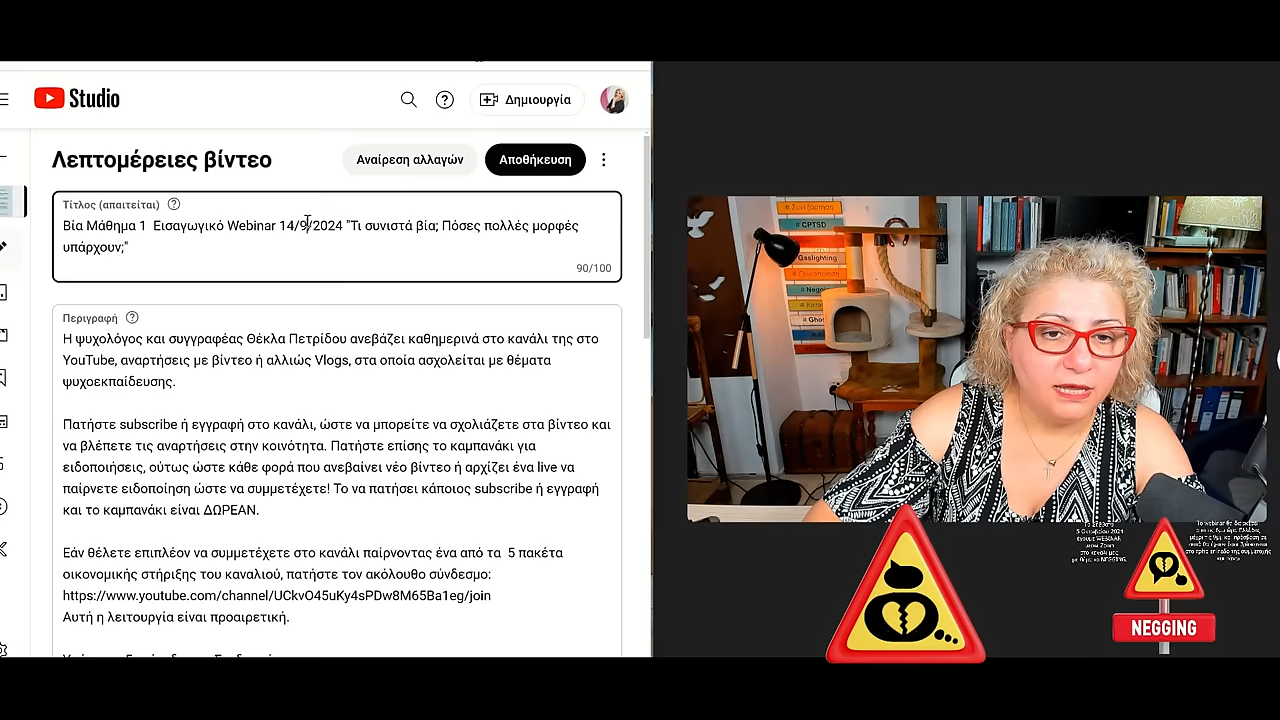 Studio
Δημιουργία
Λεπτομέρειες βίντεο
Αναίρεση αλλαγών
Αποθήκευση
Τίτλος (απαιτείται)
Βία Μάθημα 1 Εισαγωγικό Webinar 14/9/2024 "Τι συνιστά βία; Πόσες πολλές μορφές
υπάρχουν;"
90/100
Περιγραφή
Η ψυχολόγος και συγγραφέας Θέκλα Πετρίδου ανεβάζει καθημερινά στο κανάλι της στο
YouTube, αναρτήσεις με βίντεο ή αλλιώς Vlogs, στα οποία ασχολείται με θέματα
ψυχοεκπαίδευσης.
Πατήστε subscribe ή εγγραφή στο κανάλι, ώστε να μπορείτε να σχολιάζετε στα βίντεο και
να βλέπετε τις αναρτήσεις στην κοινότητα. Πατήστε επίσης το καμπανάκι για
ειδοποιήσεις, ούτως ώστε κάθε φορά που ανεβαίνει νέο βίντεο ή αρχίζει ένα live να
παίρνετε ειδοποίηση ώστε να συμμετέχετε! Το να πατήσει κάποιος subscribe ή εγγραφή
και το καμπανάκι είναι ΔΩΡΕΑΝ.
Εάν θέλετε επιπλέον να συμμετέχετε στο κανάλι παίρνοντας ένα από τα 5 πακέτα
οικονομικής στήριξης του καναλιού, πατήστε τον ακόλουθο σύνδεσμο:
https://www.youtube.com/channel/UCkvO45uKy4sPDw8M65Ba1eg/join
Αυτή η λειτουργία είναι προαιρετική.
# CPTSD
Gaslighting
NEGGING